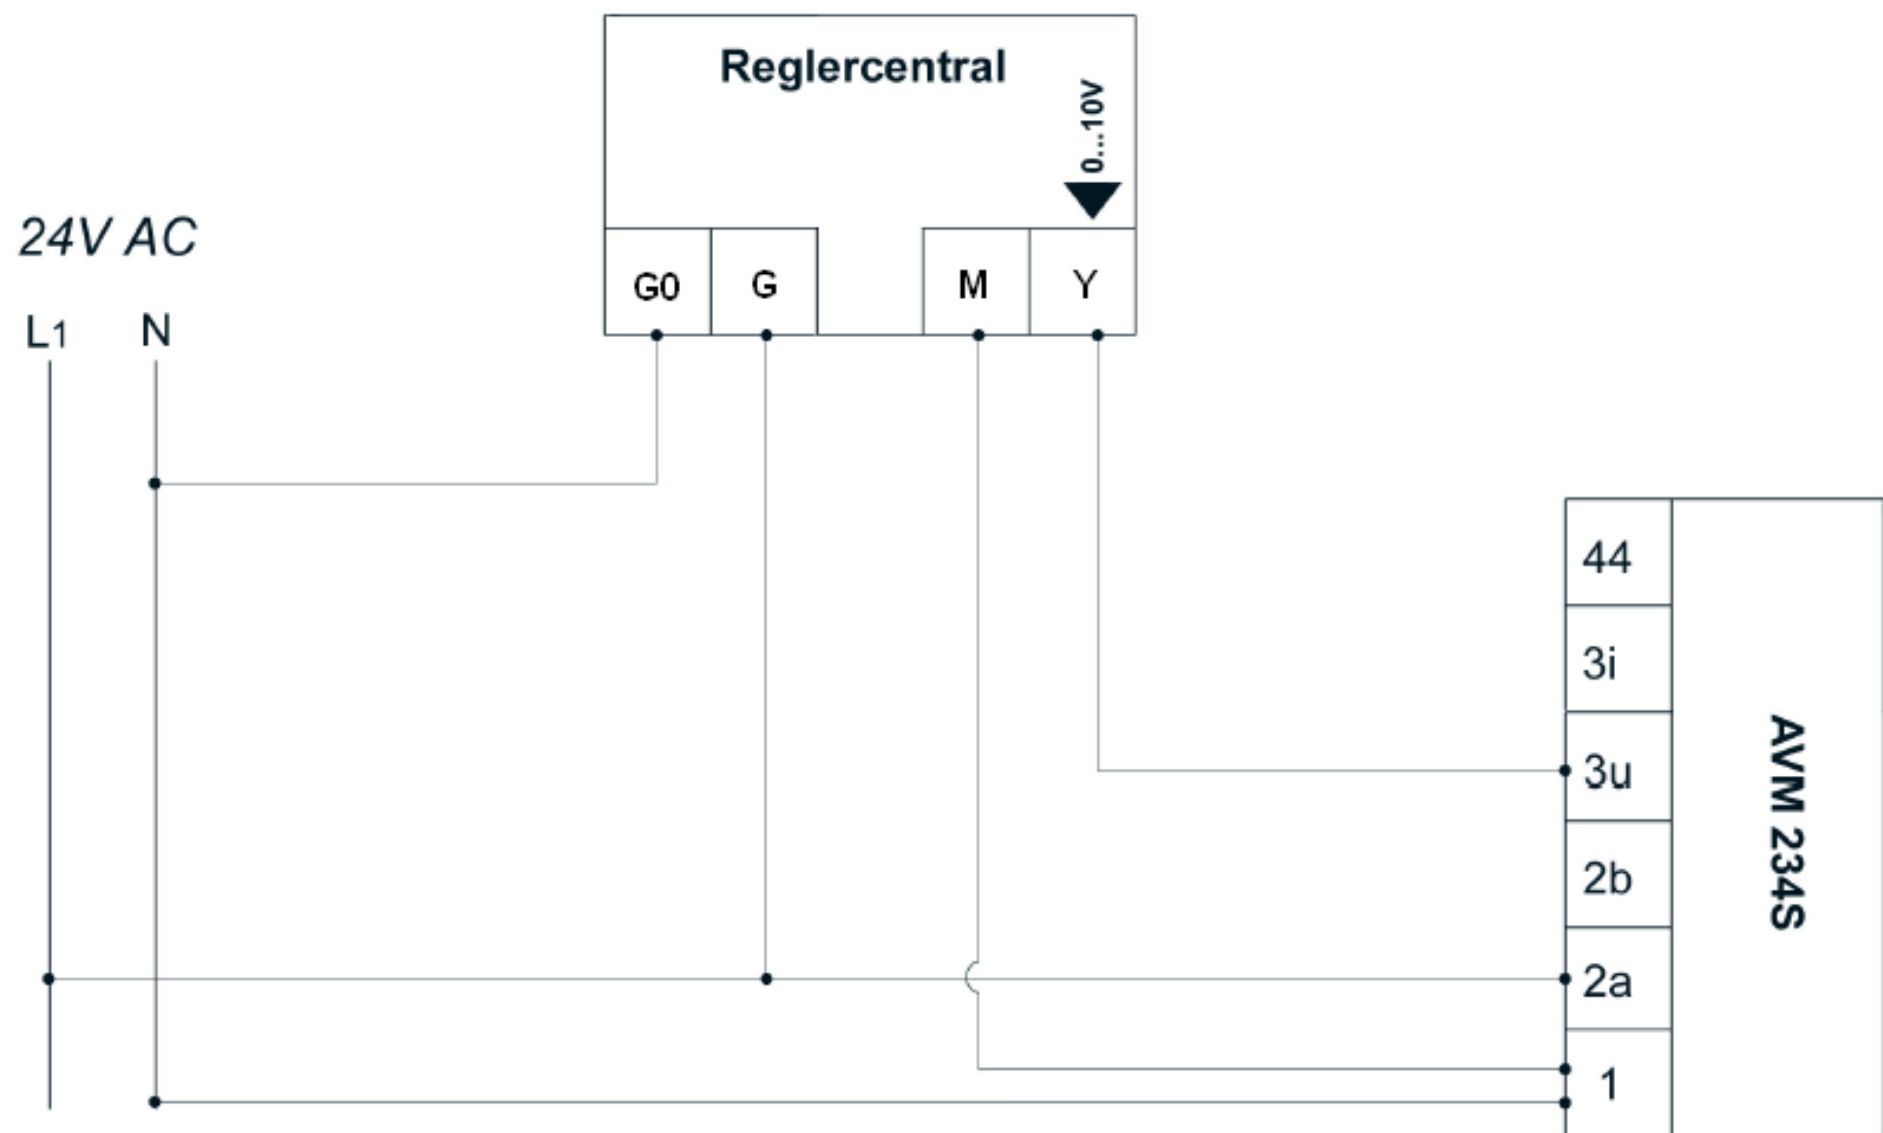 Reglercentral
0...10V
24V AC
G0
G
M
Y
L1
N
44
3i
3u
2b
2a
1
AVM 234S